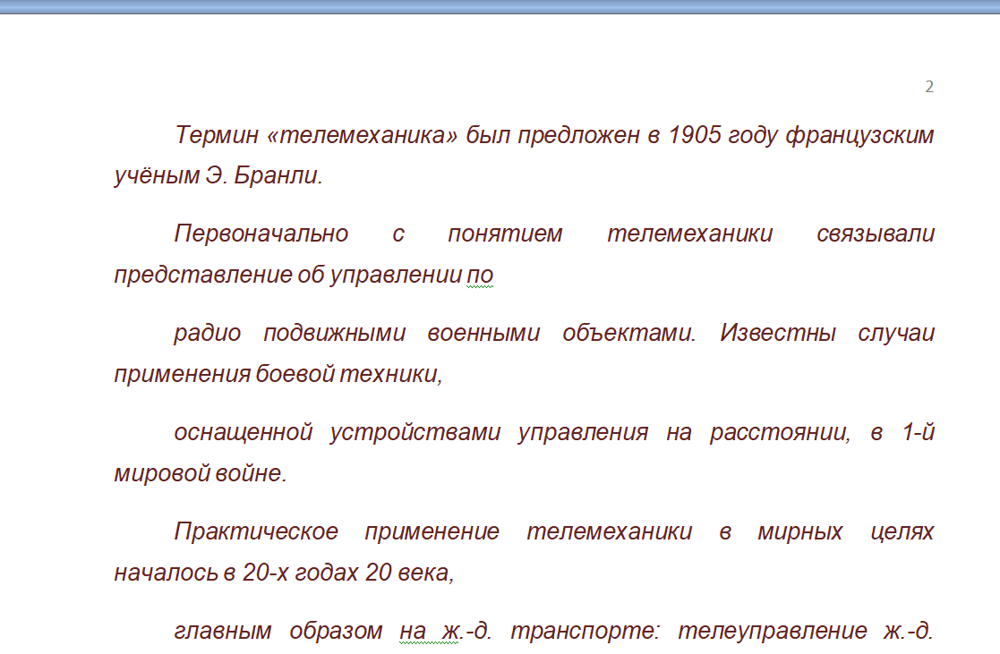 2
Термин «телемеханика» был предложен в 1905 году французским
учёным Э. Бранли.
Первоначально с понятием телемеханики связывали
представление об управлении по
радио подвижными военными объектами. Известны случаи
применения боевой техники,
оснащенной устройствами управления на расстоянии, в 1-й
мировой войне.
Практическое применение телемеханики в мирных целях
началось в 20-х годах 20 века,
главным образом на ж.-д. транспорте: телеуправление ж.-д.